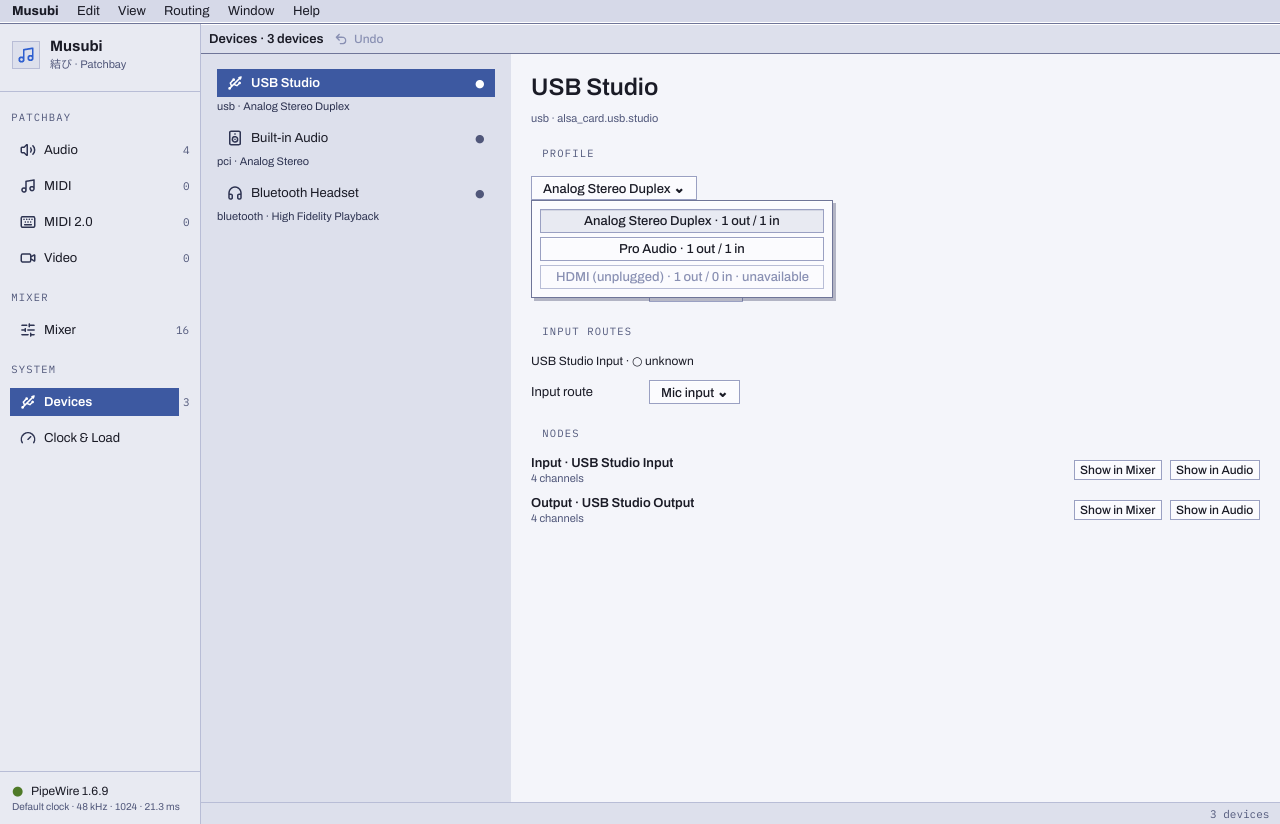 Musubi Edit View Routing Window Help
Musubi
結び · Patchbay
Devices · 3 devices Undo
PATCHBAY
Audio 4
MIDI 0
MIDI 2.0 0
Video 0
MIXER
Mixer 16
SYSTEM
Devices 3
Clock & Load
PipeWire 1.6.9
Default clock · 48 kHz · 1024 · 21.3 ms
USB Studio
usb · Analog Stereo Duplex
Built-in Audio
pci · Analog Stereo
Bluetooth Headset
bluetooth · High Fidelity Playback
USB Studio
usb · alsa_card.usb.studio
PROFILE
Analog Stereo Duplex
Analog Stereo Duplex · 1 out / 1 in
Pro Audio · 1 out / 1 in
HDMI (unplugged) · 1 out / 0 in · unavailable
INPUT ROUTES
USB Studio Input · ○ unknown
Input route Mic input
NODES
Input · USB Studio Input
4 channels
Show in Mixer Show in Audio
Output · USB Studio Output
4 channels
Show in Mixer Show in Audio
3 devices